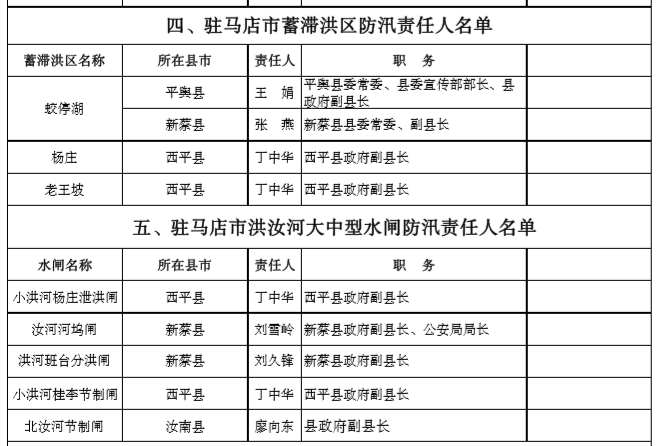 四、驻马店市蓄滞洪区防汛责任人名单
蓄滞洪区名称 所在县市 责任人 职　务
蛟停湖 平舆县 王　娟 平舆县委常委、县委宣传部部长、县
政府副县长
新蔡县 张　燕 新蔡县县委常委、副县长
杨庄 西平县 丁中华 西平县政府副县长
老王坡 西平县 丁中华 西平县政府副县长
五、驻马店市洪汝河大中型水闸防汛责任人名单
水闸名称 所在县市 责任人 职　务
小洪河杨庄泄洪闸 西平县 丁中华 西平县政府副县长
汝河河坞闸 新蔡县 刘雪岭 新蔡县政府副县长、公安局局长
洪河班台分洪闸 新蔡县 刘久锋 新蔡县政府副县长
小洪河桂李节制闸 西平县 丁中华 西平县政府副县长
北汝河节制闸 汝南县 廖向东 县政府副县长